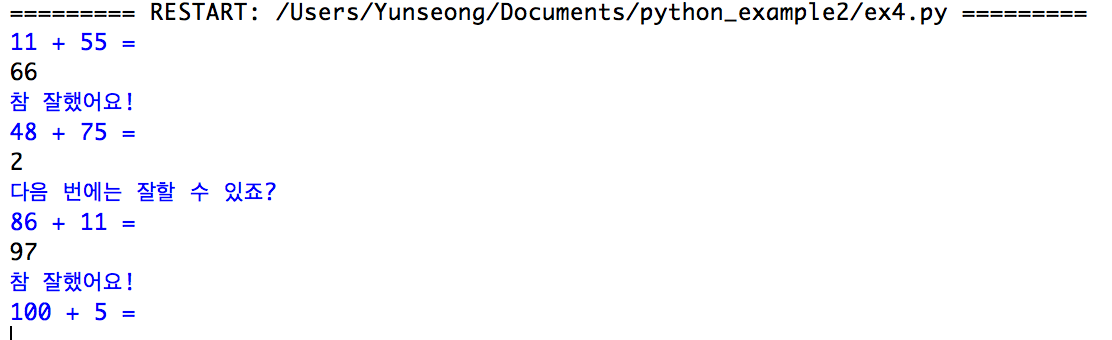 ========= RESTART: /Users/Yunseong/Documents/python_example2/ex4.py =========
11 + 55 =
66
참 잘했어요!
48 + 75 =
2
다음 번에는 잘할 수 있죠?
86 + 11 =
97
참 잘했어요!
100 + 5 =